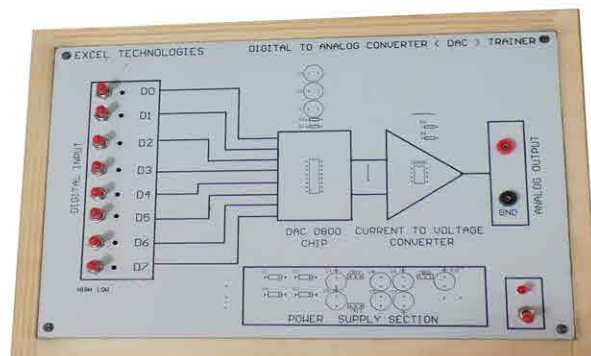 EXCEL TECHNOLOGIES
DIGITAL TO ANALOG CONVERTER ( DAC ) TRAINER
DIGITAL INPUT
D0
D1
D2
D3
D4
D5
D6
D7
HIGH LOW
DAC 0800
CHIP
CURRENT TO VOLTAGE
CONVERTER
GND
ANALOG OUTPUT
POWER SUPPLY SECTION